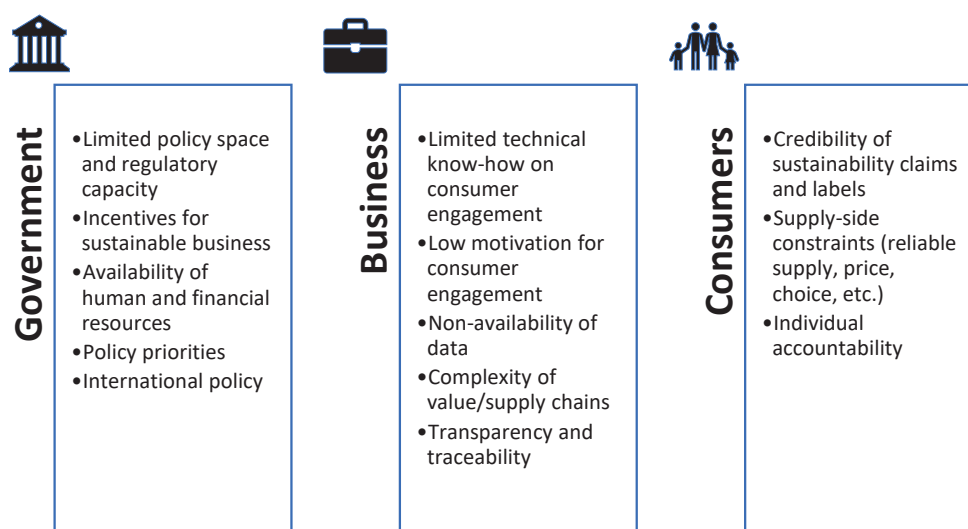 Government
•Limited policy space
and regulatory
capacity
•Incentives for
sustainable business
•Availability of
human and financial
resources
•Policy priorities
•International policy
Business
•Limited technical
know-how on
consumer
engagement
•Low motivation for
consumer
engagement
•Non-availability of
data
•Complexity of
value/supply chains
•Transparency and
traceability
Consumers
•Credibility of
sustainability claims
and labels
•Supply-side
constraints (reliable
supply, price,
choice, etc.)
•Individual
accountability